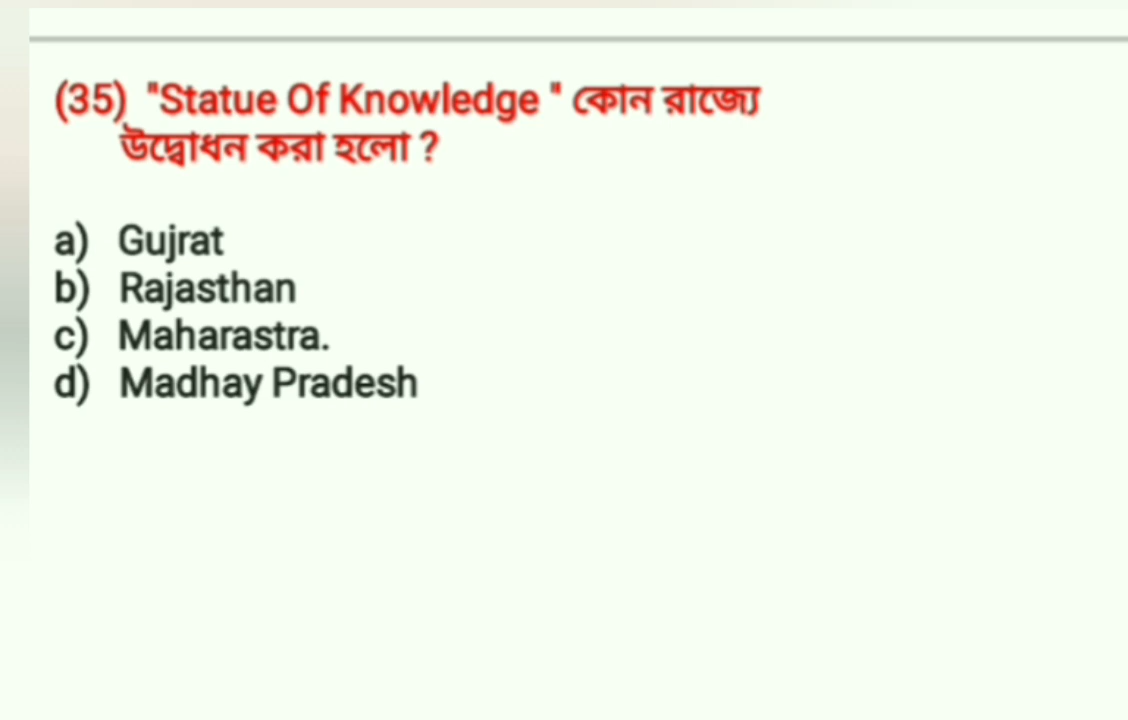 (35) "Statue Of Knowledge " কোন রাজ্যে
উদ্বোধন করা হলো ?
a) Gujrat
b) Rajasthan
c) Maharastra.
d) Madhay Pradesh